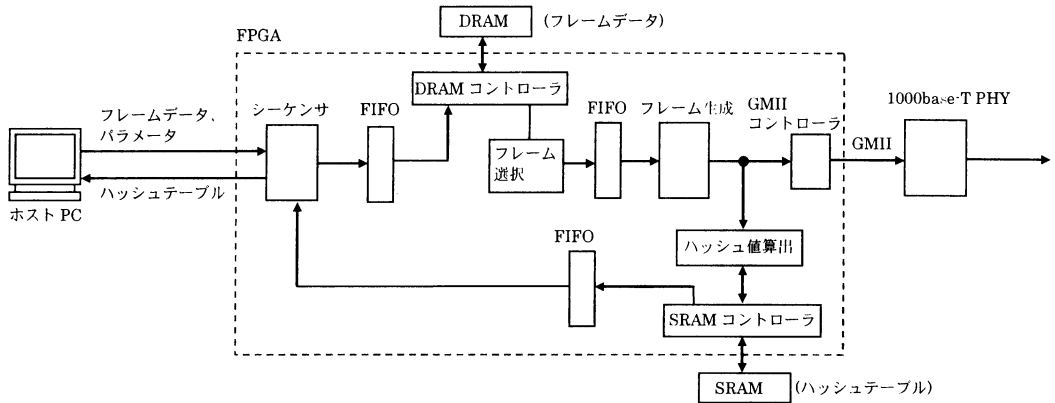 DRAM
(フレームデータ)
FPGA
DRAM コントローラ
フレームデータ、
パラメータ
シーケンサ
FIFO
FIFO
フレーム生成
GMII
コントローラ
1000base-T PHY
GMII
フレーム
選択
ハッシュテーブル
ホスト PC
FIFO
ハッシュ値算出
SRAM コントローラ
SRAM
(ハッシュテーブル)